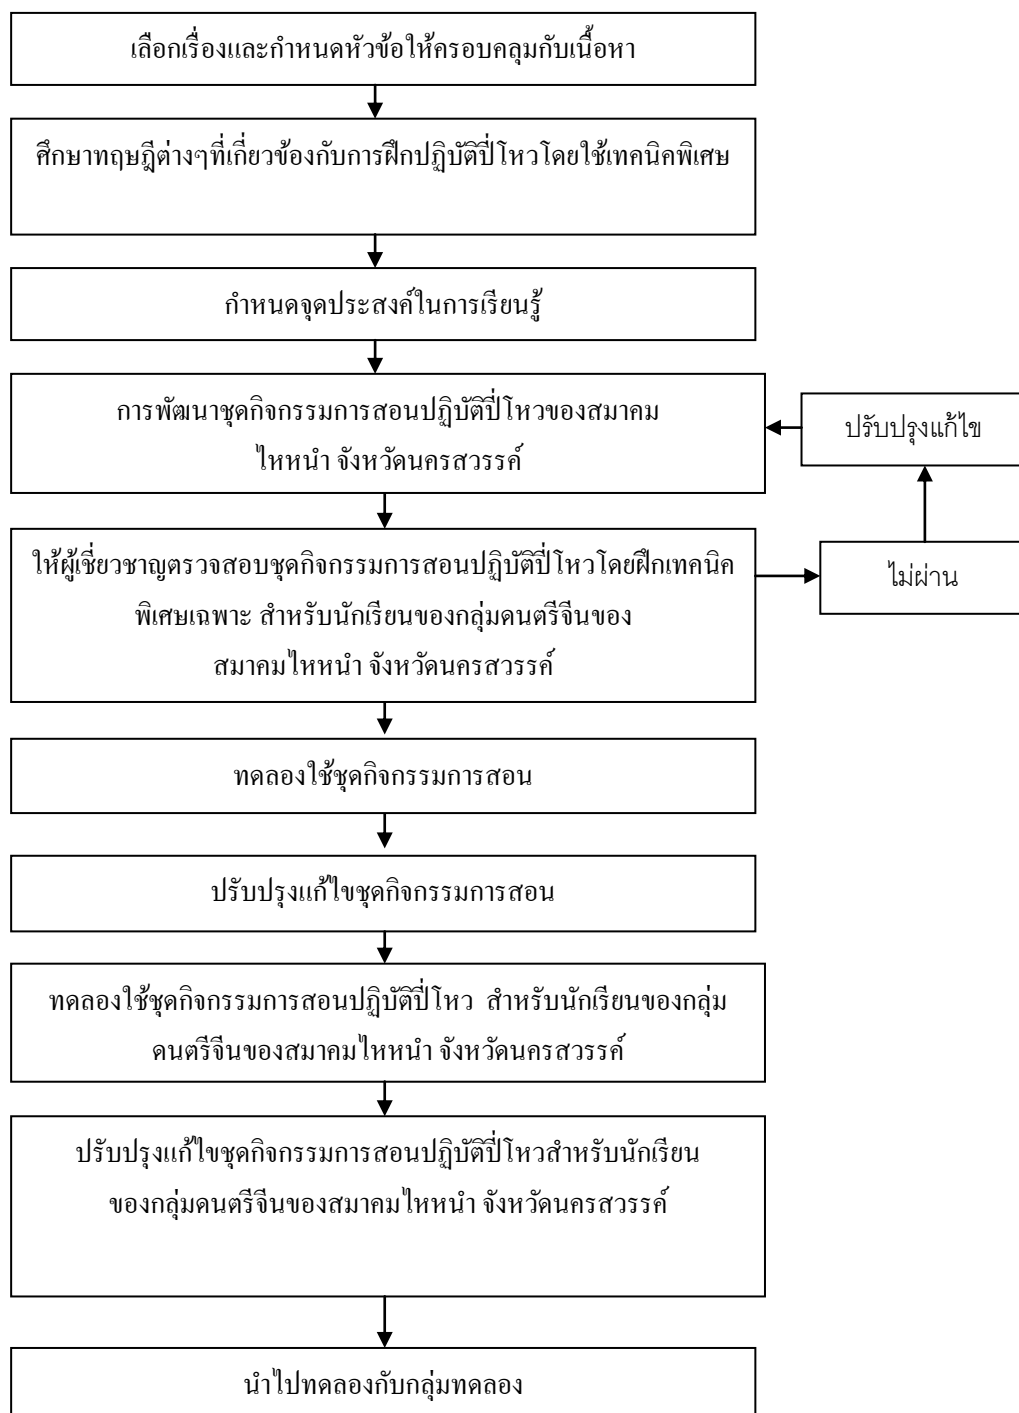 เลือกเรื่องและกำหนดหัวข้อให้ครอบคลุมกับเนื้อหา
ศึกษาทฤษฎีต่างๆที่เกี่ยวข้องกับการฝึกปฏิบัติปี่โหวโดยใช้เทคนิคพิเศษ
กำหนดจุดประสงค์ในการเรียนรู้
การพัฒนาชุดกิจกรรมการสอนปฏิบัติปี่โหวของสมาคม
ไหหนำ จังหวัดนครสวรรค์
ปรับปรุงแก้ไข
ให้ผู้เชี่ยวชาญตรวจสอบชุดกิจกรรมการสอนปฏิบัติปี่โหวโดยฝึกเทคนิค
พิเศษเฉพาะ สำหรับนักเรียนของกลุ่มดนตรีจีนของ
สมาคมไหหนำ จังหวัดนครสวรรค์
ไม่ผ่าน
ทดลองใช้ชุดกิจกรรมการสอน
ปรับปรุงแก้ไขชุดกิจกรรมการสอน
ทดลองใช้ชุดกิจกรรมการสอนปฏิบัติปี่โหว สำหรับนักเรียนของกลุ่ม
ดนตรีจีนของสมาคมไหหนำ จังหวัดนครสวรรค์
ปรับปรุงแก้ไขชุดกิจกรรมการสอนปฏิบัติปี่โหวสำหรับนักเรียน
ของกลุ่มดนตรีจีนของสมาคมไหหนำ จังหวัดนครสวรรค์
นำไปทดลองกับกลุ่มทดลอง